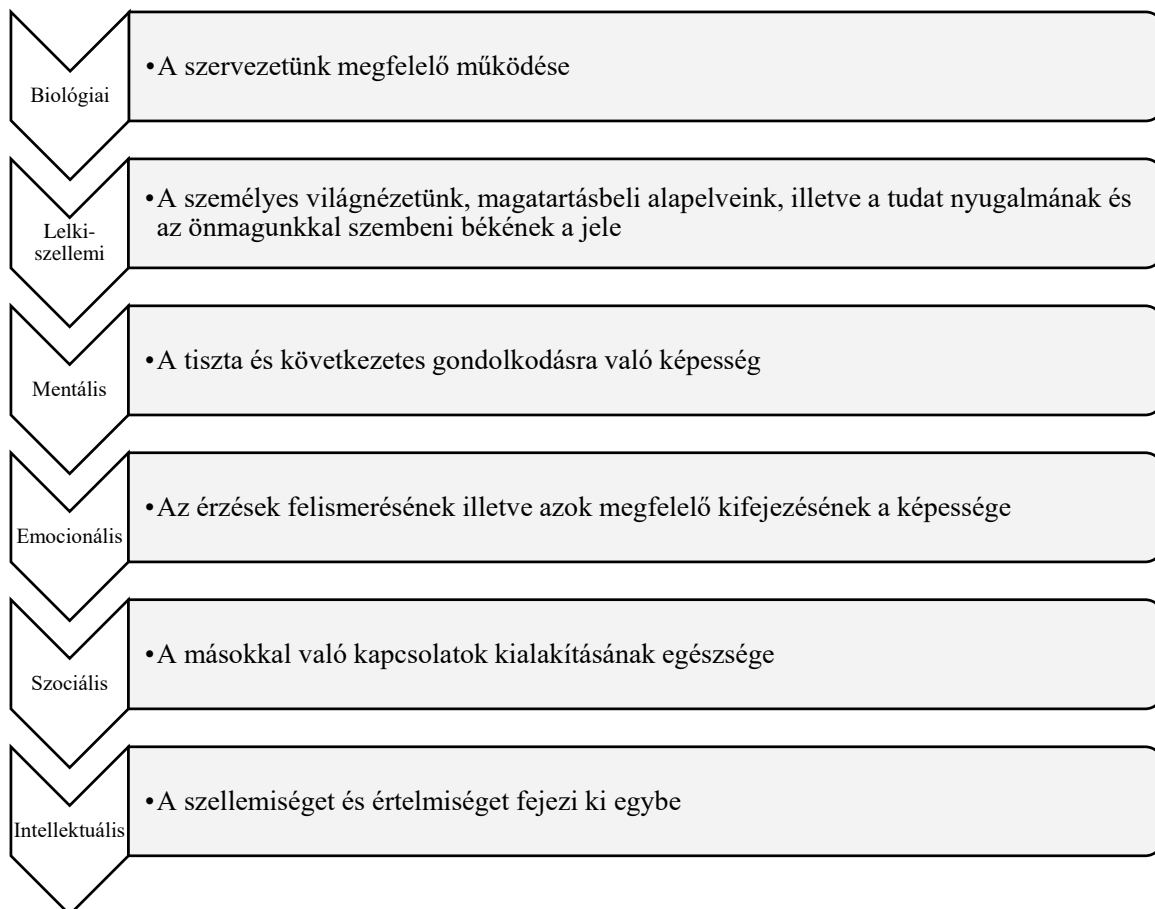 Biológiai
•A szervezetünk megfelelő működése
Lelki-
szellemi
•A személyes világnézetünk, magatartásbeli alapelveink, illetve a tudat nyugalmának és
az önmagunkkal szembeni békének a jele
Mentális
•A tiszta és következetes gondolkodásra való képesség
Emocionális
•Az érzések felismerésének illetve azok megfelelő kifejezésének a képessége
Szociális
•A másokkal való kapcsolatok kialakításának egészsége
Intellektuális
•A szellemiséget és értelmiséget fejezi ki egybe